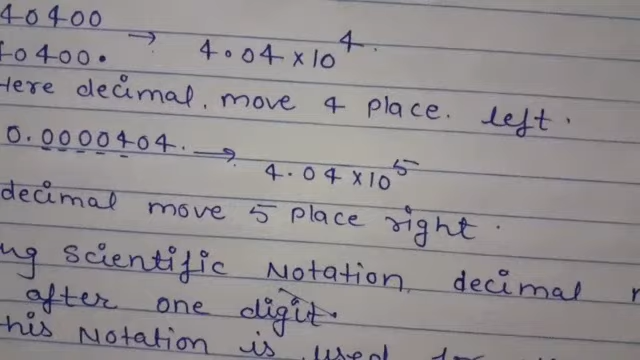 40400 → 4.04 × 10⁴.
40400.
Here decimal. move 4 place. left.
0.0000404. → 4.04 × 10⁵
decimal move 5 place right.
scientific Notation decimal
after one digit.
Notation is used